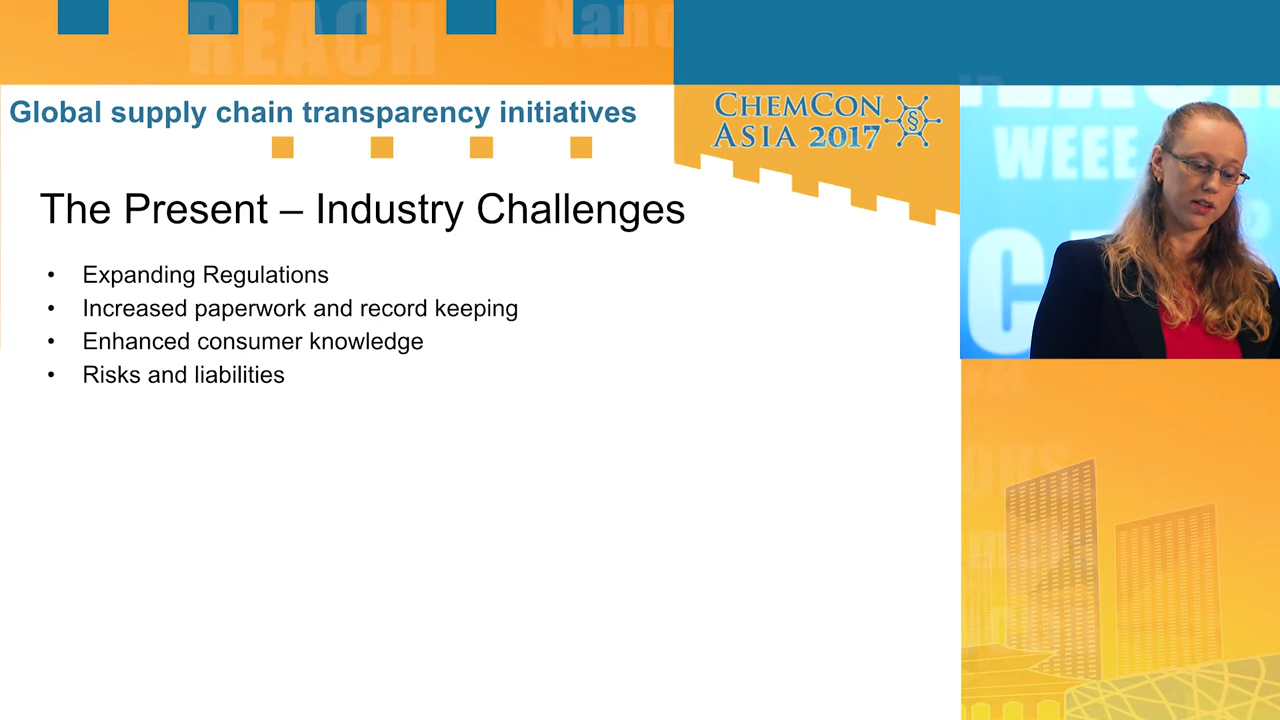 REACH
Nano
Global supply chain transparency initiatives
CHEMCON
ASIA 2017
§
WEEE
The Present – Industry Challenges
• Expanding Regulations
• Increased paperwork and record keeping
• Enhanced consumer knowledge
• Risks and liabilities